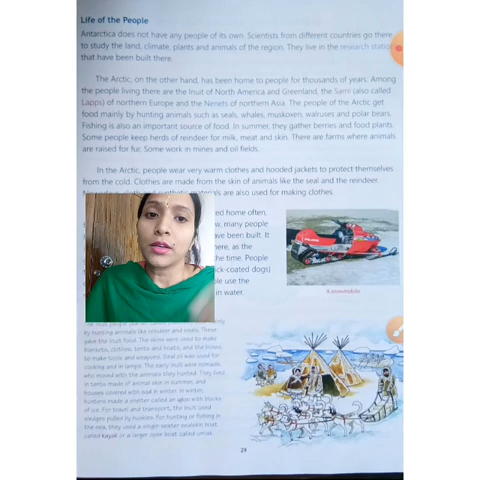 Life of the People
Antarctica does not have any people of its own. Scientists from different countries go there
to study the land, climate, plants and animals of the region. They live in the research station
that have been built there.
The Arctic, on the other hand, has been home to people for thousands of years. Among
the people living there are the Inuit of North America and Greenland, the Sami (also called
Lapps) of northern Europe and the Nenets of northern Asia. The people of the Arctic get
food mainly by hunting animals such as seals, whales, muskoxen, walruses and polar bears.
Fishing is also an important source of food. In summer, they gather berries and food plants.
Some people keep herds of reindeer for milk, meat and skin. There are farms where animals
are raised for fur. Some work in mines and oil fields.
In the Arctic, people wear very warm clothes and hooded jackets to protect themselves
from the cold. Clothes are made from the skin of animals like the seal and the reindeer.
are also used for making clothes.
ed home often.
w, many people
ave been built. It
here, as the
he time. People
ick-coated dogs)
le use the
in water.
A snowmobile
by hunting animals like reindeer and seals. These
gave the Inuit food. The skins were used to make
blankets, clothes, tents and boats, and the bones
to make tools and weapons. Seal oil was used for
cooking and in lamps. The early Inuit were nomads
who moved with the animals they hunted. They lived
in tents made of animal skin in summer, and
houses covered with sod in winter. In winter,
hunters made a shelter called an igloo with blocks
of ice. For travel and transport, the Inuit used
sledges pulled by huskies. For hunting or fishing in
the sea, they used a single-seater sealskin boat
called kayak or a larger open boat called umiak.
29